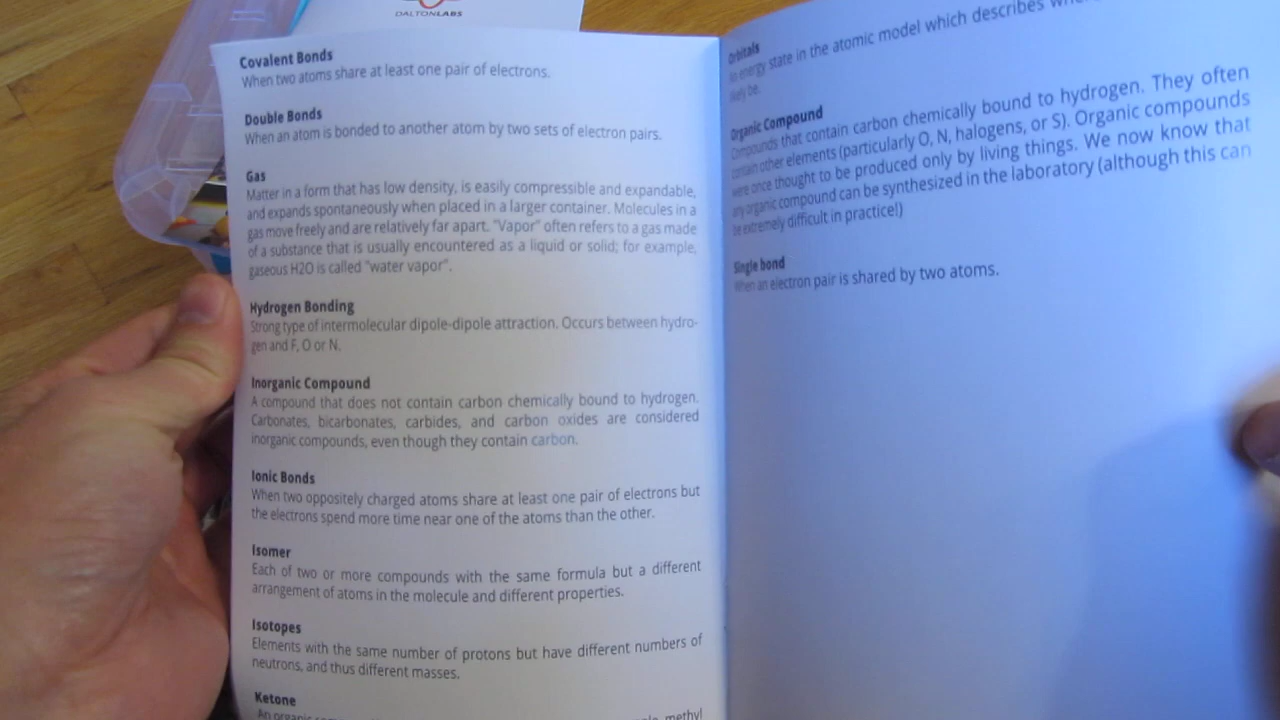 DALTONLABS
Covalent Bonds
When two atoms share at least one pair of electrons.
Double Bonds
When an atom is bonded to another atom by two sets of electron pairs.
Gas
Matter in a form that has low density, is easily compressible and expandable,
and expands spontaneously when placed in a larger container. Molecules in a
gas move freely and are relatively far apart. "Vapor" often refers to a gas made
of a substance that is usually encountered as a liquid or solid; for example,
gaseous H2O is called "water vapor".
Hydrogen Bonding
Strong type of intermolecular dipole-dipole attraction. Occurs between hydro-
gen and F, O or N.
Inorganic Compound
A compound that does not contain carbon chemically bound to hydrogen.
Carbonates, bicarbonates, carbides, and carbon oxides are considered
inorganic compounds, even though they contain carbon.
Ionic Bonds
When two oppositely charged atoms share at least one pair of electrons but
the electrons spend more time near one of the atoms than the other.
Isomer
Each of two or more compounds with the same formula but a different
arrangement of atoms in the molecule and different properties.
Isotopes
Elements with the same number of protons but have different numbers of
neutrons, and thus different masses.
Ketone
An organic methyl
Orbitals
An energy state in the atomic model which describes
likely be.
Organic Compound
Compounds that contain carbon chemically bound to hydrogen. They often
contain other elements (particularly O, N, halogens, or S). Organic compounds
were once thought to be produced only by living things. We now know that
any organic compound can be synthesized in the laboratory (although this can
be extremely difficult in practice!)
Single bond
When an electron pair is shared by two atoms.